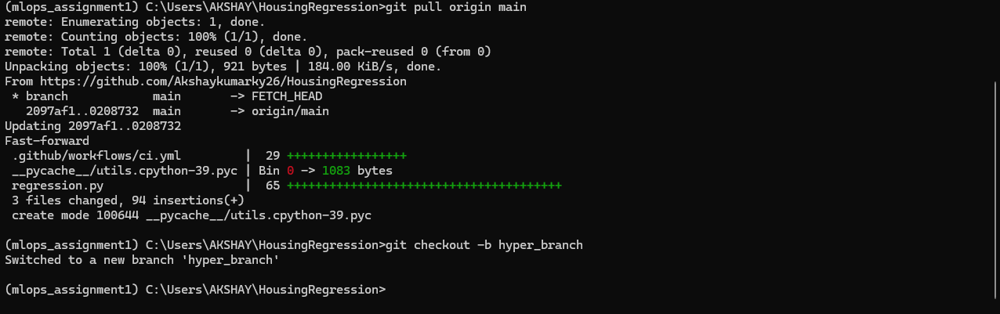 (mlops_assignment1) C:\Users\AKSHAY\HousingRegression>git pull origin main
remote: Enumerating objects: 1, done.
remote: Counting objects: 100% (1/1), done.
remote: Total 1 (delta 0), reused 0 (delta 0), pack-reused 0 (from 0)
Unpacking objects: 100% (1/1), 921 bytes | 184.00 KiB/s, done.
From https://github.com/Akshaykumarky26/HousingRegression
 * branch            main       -> FETCH_HEAD
   2097af1..0208732  main       -> origin/main
Updating 2097af1..0208732
Fast-forward
 .github/workflows/ci.yml         |  29 +++++++++++++++++
 __pycache__/utils.cpython-39.pyc | Bin 0 -> 1083 bytes
 regression.py                    |  65 +++++++++++++++++++++++++++++++++++++++
 3 files changed, 94 insertions(+)
 create mode 100644 __pycache__/utils.cpython-39.pyc
(mlops_assignment1) C:\Users\AKSHAY\HousingRegression>git checkout -b hyper_branch
Switched to a new branch 'hyper_branch'
(mlops_assignment1) C:\Users\AKSHAY\HousingRegression>